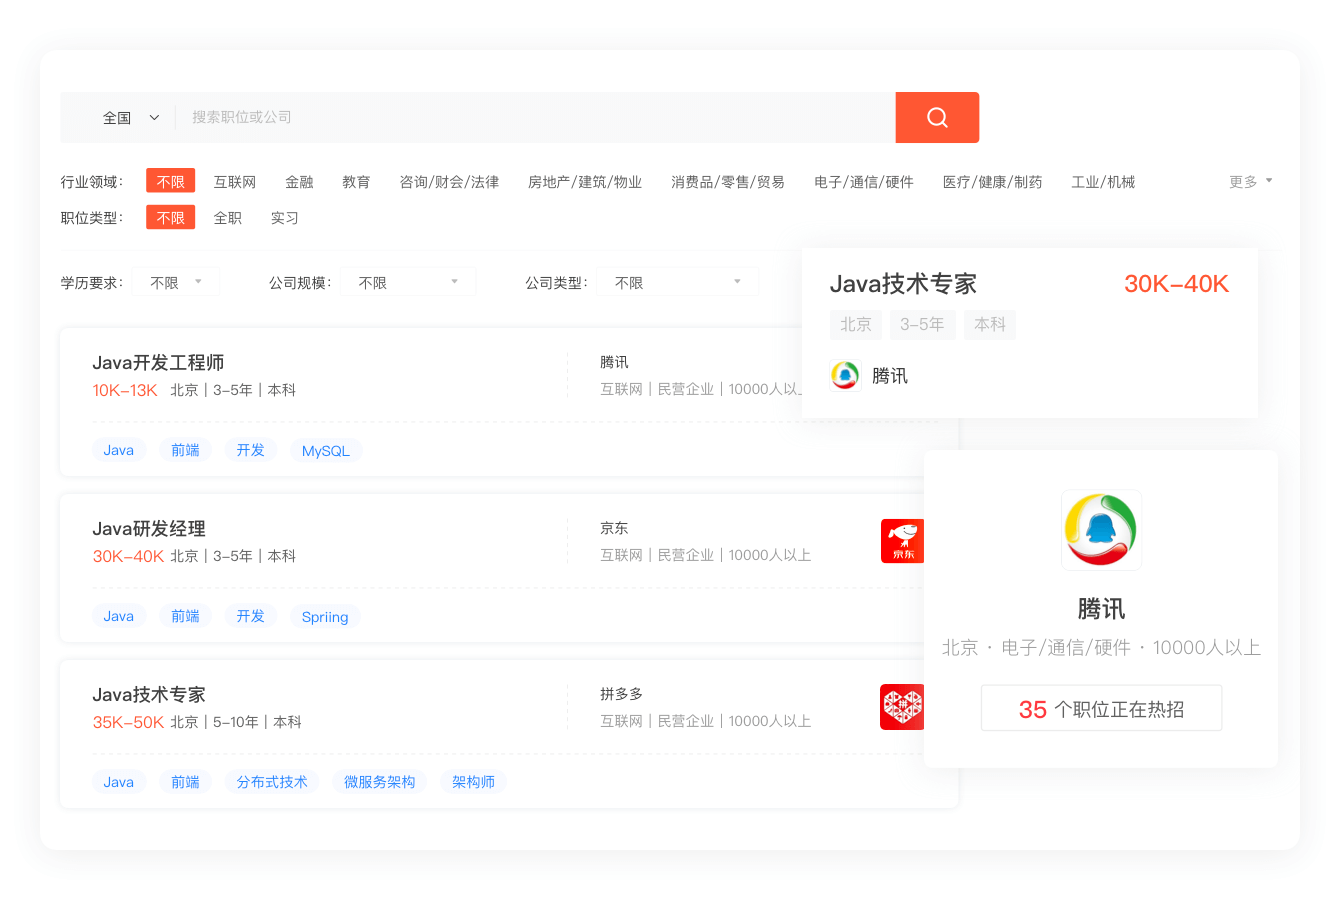 全国 搜索职位或公司
行业领域： 不限 互联网 金融 教育 咨询/财会/法律 房地产/建筑/物业 消费品/零售/贸易 电子/通信/硬件 医疗/健康/制药 工业/机械 更多
职位类型： 不限 全职 实习
学历要求： 不限 公司规模： 不限 公司类型： 不限
Java技术专家 30K-40K
北京 3-5年 本科
腾讯
Java开发工程师 腾讯
10K-13K 北京 | 3-5年 | 本科 互联网 | 民营企业 | 10000人以
Java 前端 开发 MySQL
Java研发经理 京东
30K-40K 北京 | 3-5年 | 本科 互联网 | 民营企业 | 10000人以上
京东
Java 前端 开发 Spriing
Java技术专家 拼多多
35K-50K 北京 | 5-10年 | 本科 互联网 | 民营企业 | 10000人以上
拼
Java 前端 分布式技术 微服务架构 架构师
腾讯
北京 · 电子/通信/硬件 · 10000人以上
35 个职位正在热招